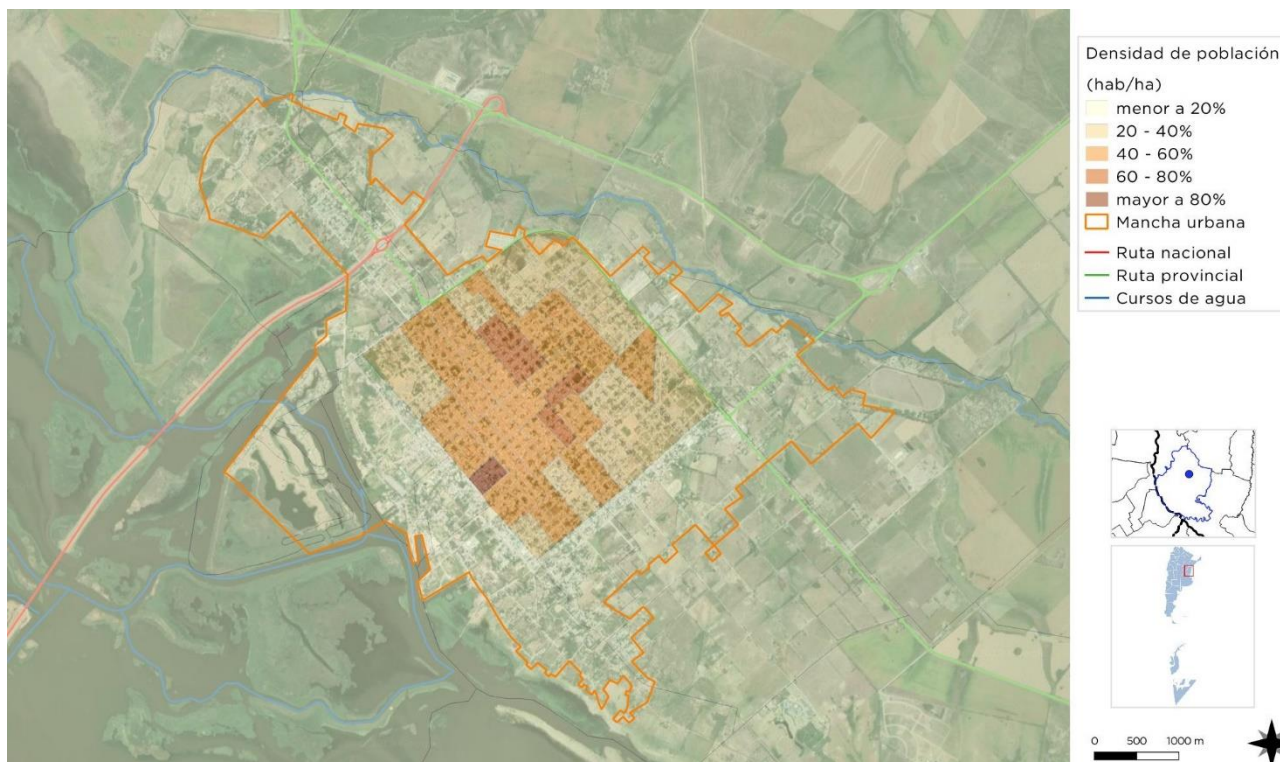 Densidad de población
(hab/ha)
menor a 20%
20 - 40%
40 - 60%
60 - 80%
mayor a 80%
Mancha urbana
Ruta nacional
Ruta provincial
Cursos de agua
0 500 1000 m